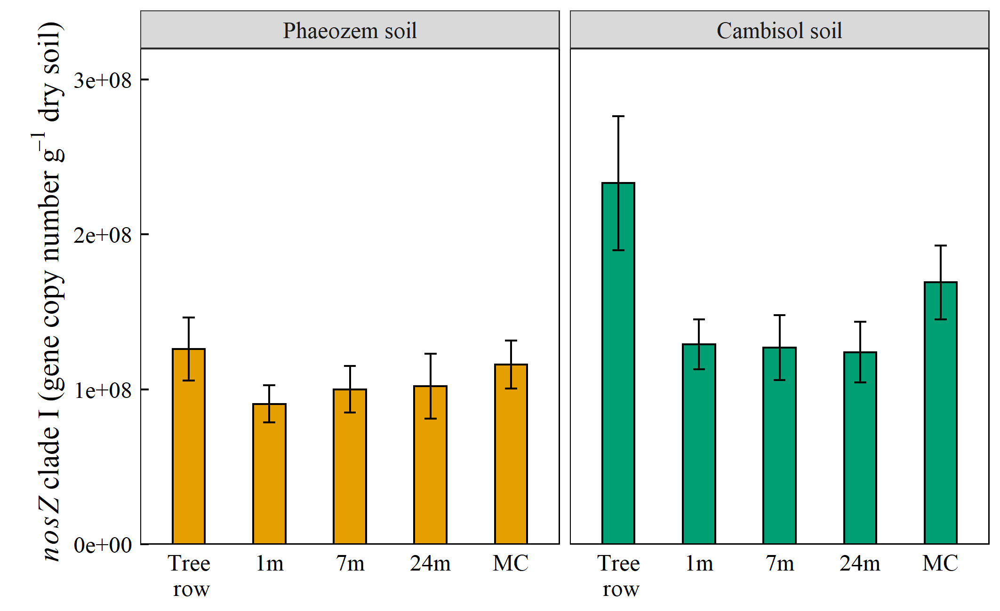 nosZ clade I (gene copy number g⁻¹ dry soil)
Phaeozem soil
Cambisol soil
3e+08
2e+08
1e+08
0e+00
Tree row
1m
7m
24m
MC
Tree row
1m
7m
24m
MC